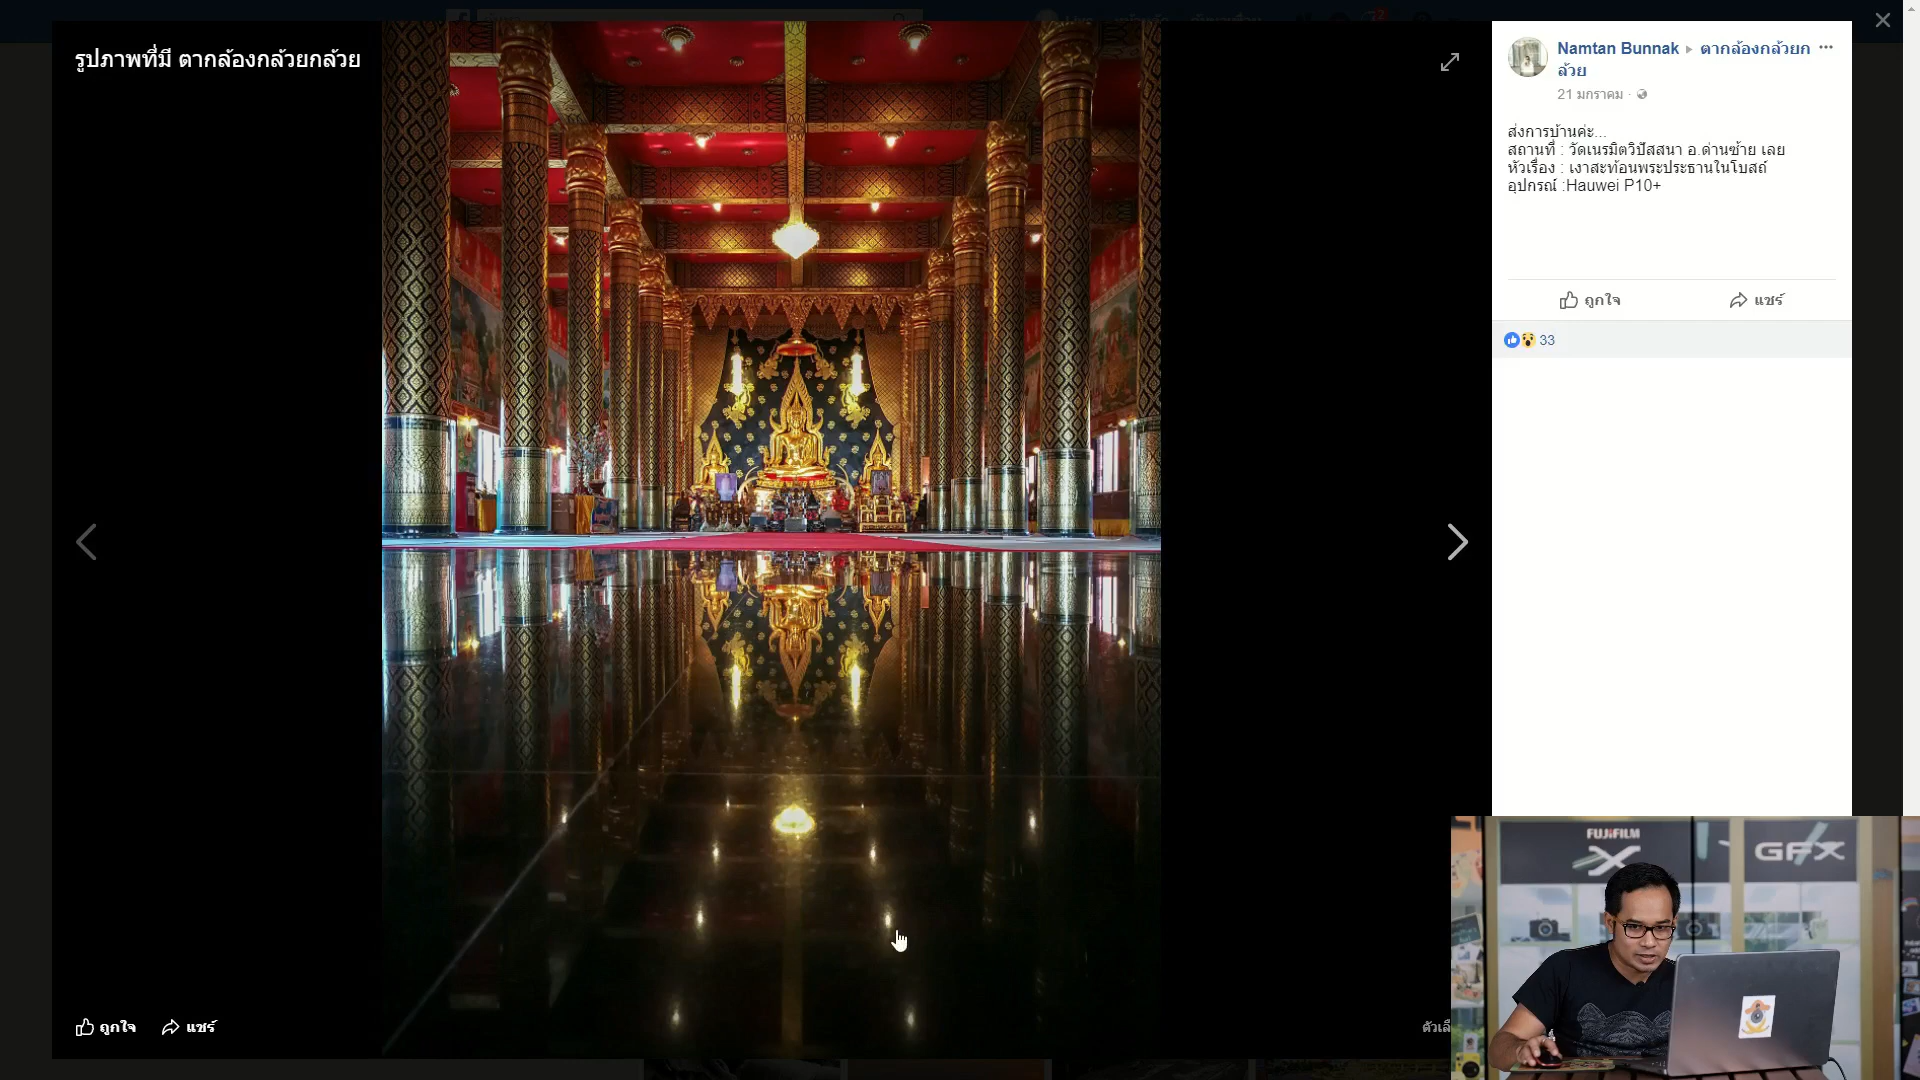 รูปภาพที่มี ตากล้องกล้วยกล้วย
Namtan Bunnak ▸ ตากล้องกล้วยก
ล้วย
21 มกราคม ·
ส่งการบ้านค่ะ...
สถานที่ : วัดเนรมิตวิปัสสนา อ.ด่านซ้าย เลย
หัวเรื่อง : เงาสะท้อนพระประธานในโบสถ์
อุปกรณ์ :Hauwei P10+
ถูกใจ
แชร์
33
ถูกใจ
แชร์
ตัวเลื
FUJIFILM
X
GFX